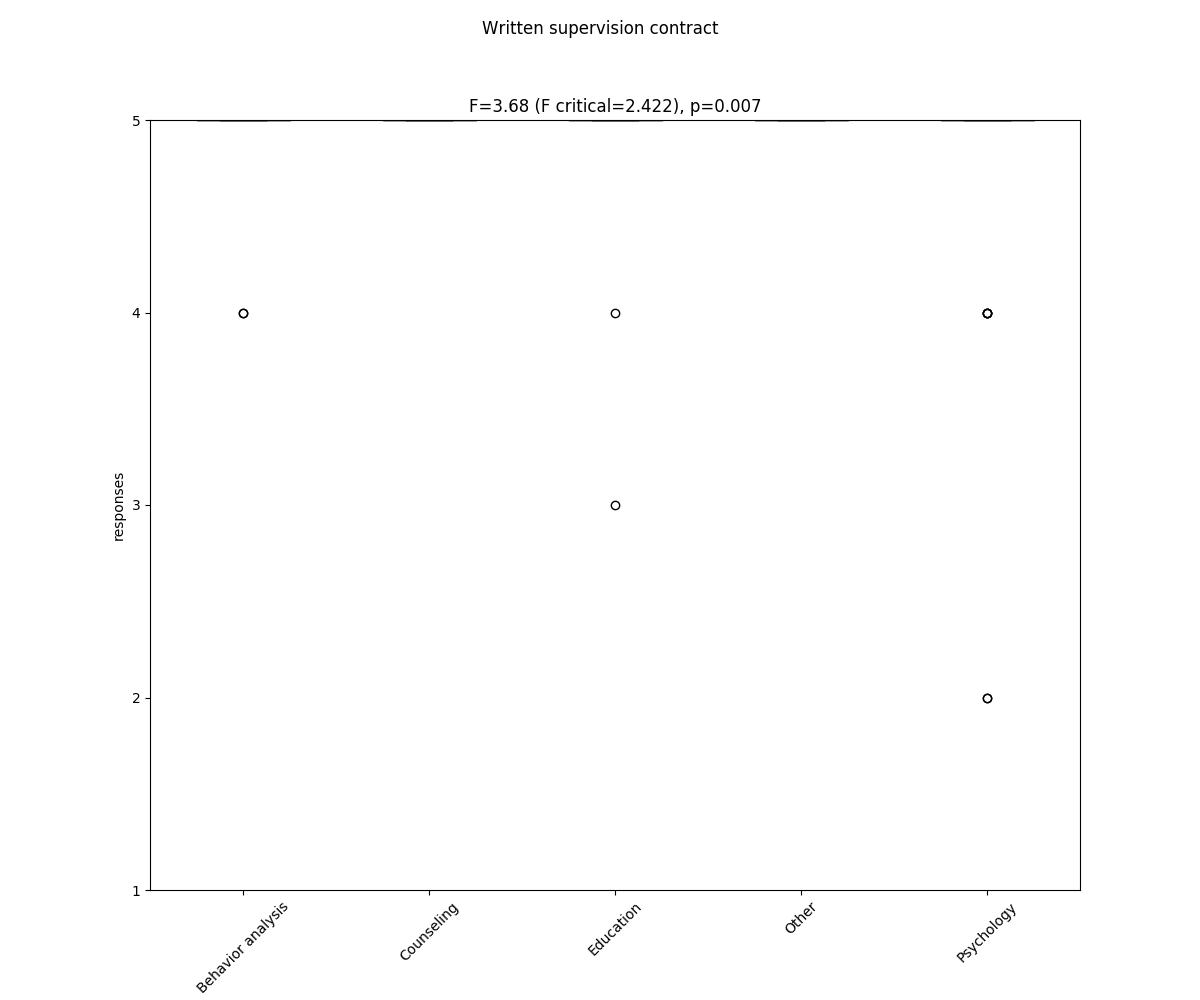 Written supervision contract
F=3.68 (F critical=2.422), p=0.007
5
4
3
2
1
responses
Behavior analysis
Counseling
Education
Other
Psychology